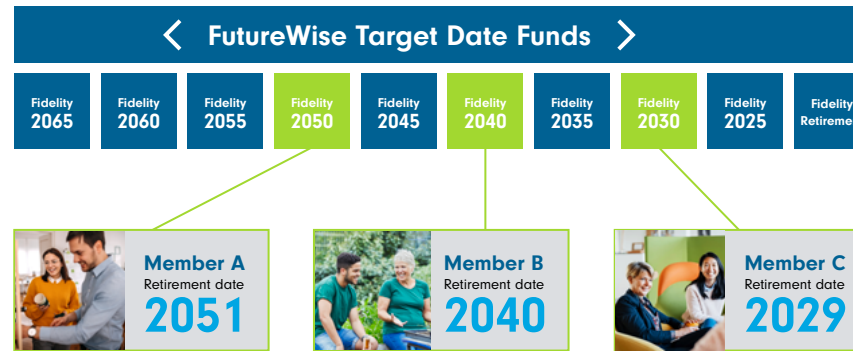 FutureWise Target Date Funds
Fidelity
2065
Fidelity
2060
Fidelity
2055
Fidelity
2050
Fidelity
2045
Fidelity
2040
Fidelity
2035
Fidelity
2030
Fidelity
2025
Fidelity
Member A
Retirement date
2051
Member B
Retirement date
2040
Member C
Retirement date
2029